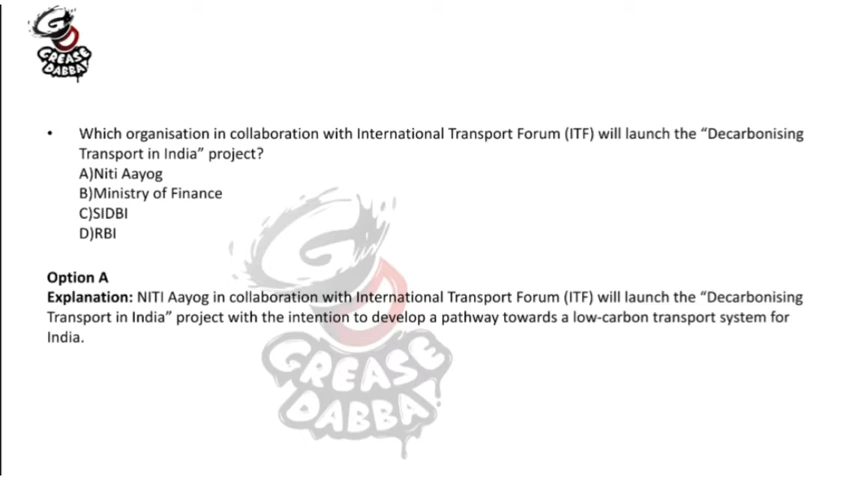 GREASE
DABBA
• Which organisation in collaboration with International Transport Forum (ITF) will launch the “Decarbonising
Transport in India” project?
A)Niti Aayog
B)Ministry of Finance
C)SIDBI
D)RBI
Option A
Explanation: NITI Aayog in collaboration with International Transport Forum (ITF) will launch the “Decarbonising
Transport in India” project with the intention to develop a pathway towards a low-carbon transport system for
India.
GREASE
DABBA